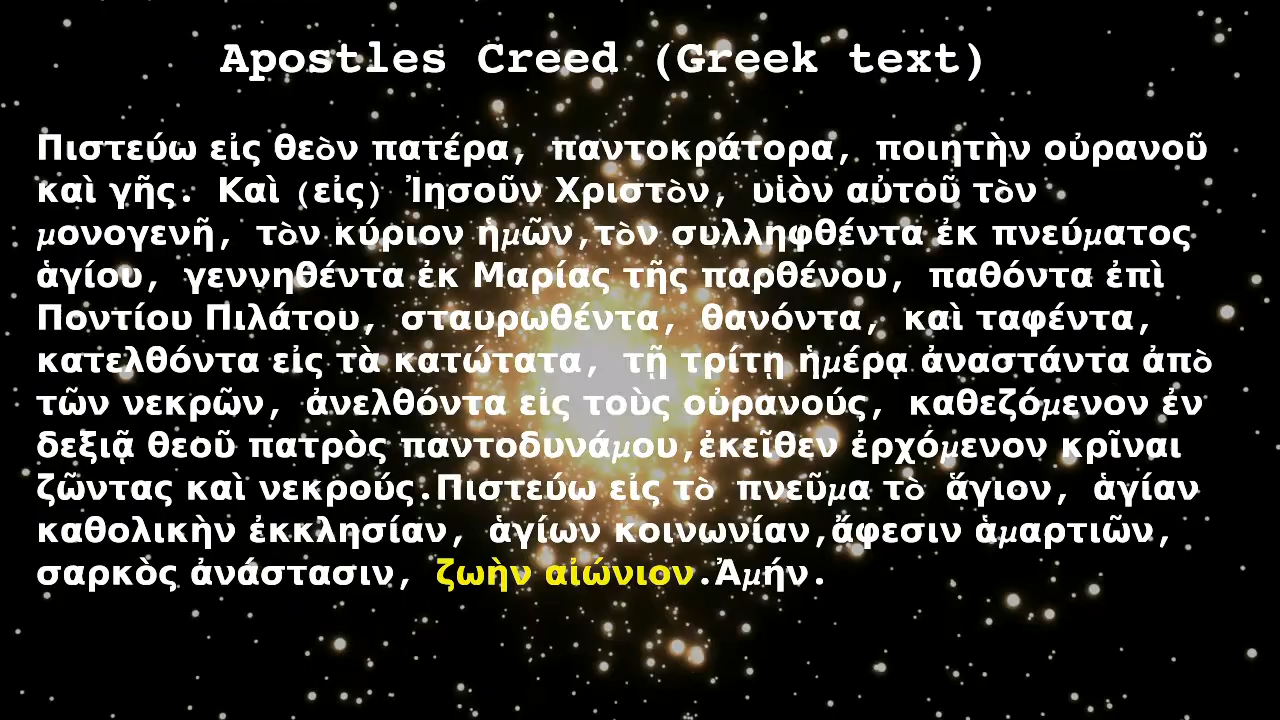 Apostles Creed (Greek text)
Πιστεύω εἰς θεὸν πατέρα, παντοκράτορα, ποιητὴν οὐρανοῦ
καὶ γῆς. Καὶ (εἰς) Ἰησοῦν Χριστὸν, υἱὸν αὐτοῦ τὸν
μονογενῆ, τὸν κύριον ἡμῶν,τὸν συλληφθέντα ἐκ πνεύματος
ἁγίου, γεννηθέντα ἐκ Μαρίας τῆς παρθένου, παθόντα ἐπὶ
Ποντίου Πιλάτου, σταυρωθέντα, θανόντα, καὶ ταφέντα,
κατελθόντα εἰς τὰ κατώτατα, τῇ τρίτῃ ἡμέρᾳ ἀναστάντα ἀπὸ
τῶν νεκρῶν, ἀνελθόντα εἰς τοὺς οὐρανούς, καθεζόμενον ἐν
δεξιᾷ θεοῦ πατρὸς παντοδυνάμου,ἐκεῖθεν ἐρχόμενον κρῖναι
ζῶντας καὶ νεκρούς.Πιστεύω εἰς τὸ πνεῦμα τὸ ἅγιον, ἁγίαν
καθολικὴν ἐκκλησίαν, ἁγίων κοινωνίαν,ἄφεσιν ἁμαρτιῶν,
σαρκὸς ἀνάστασιν, ζωὴν αἰώνιον.Ἀμήν.